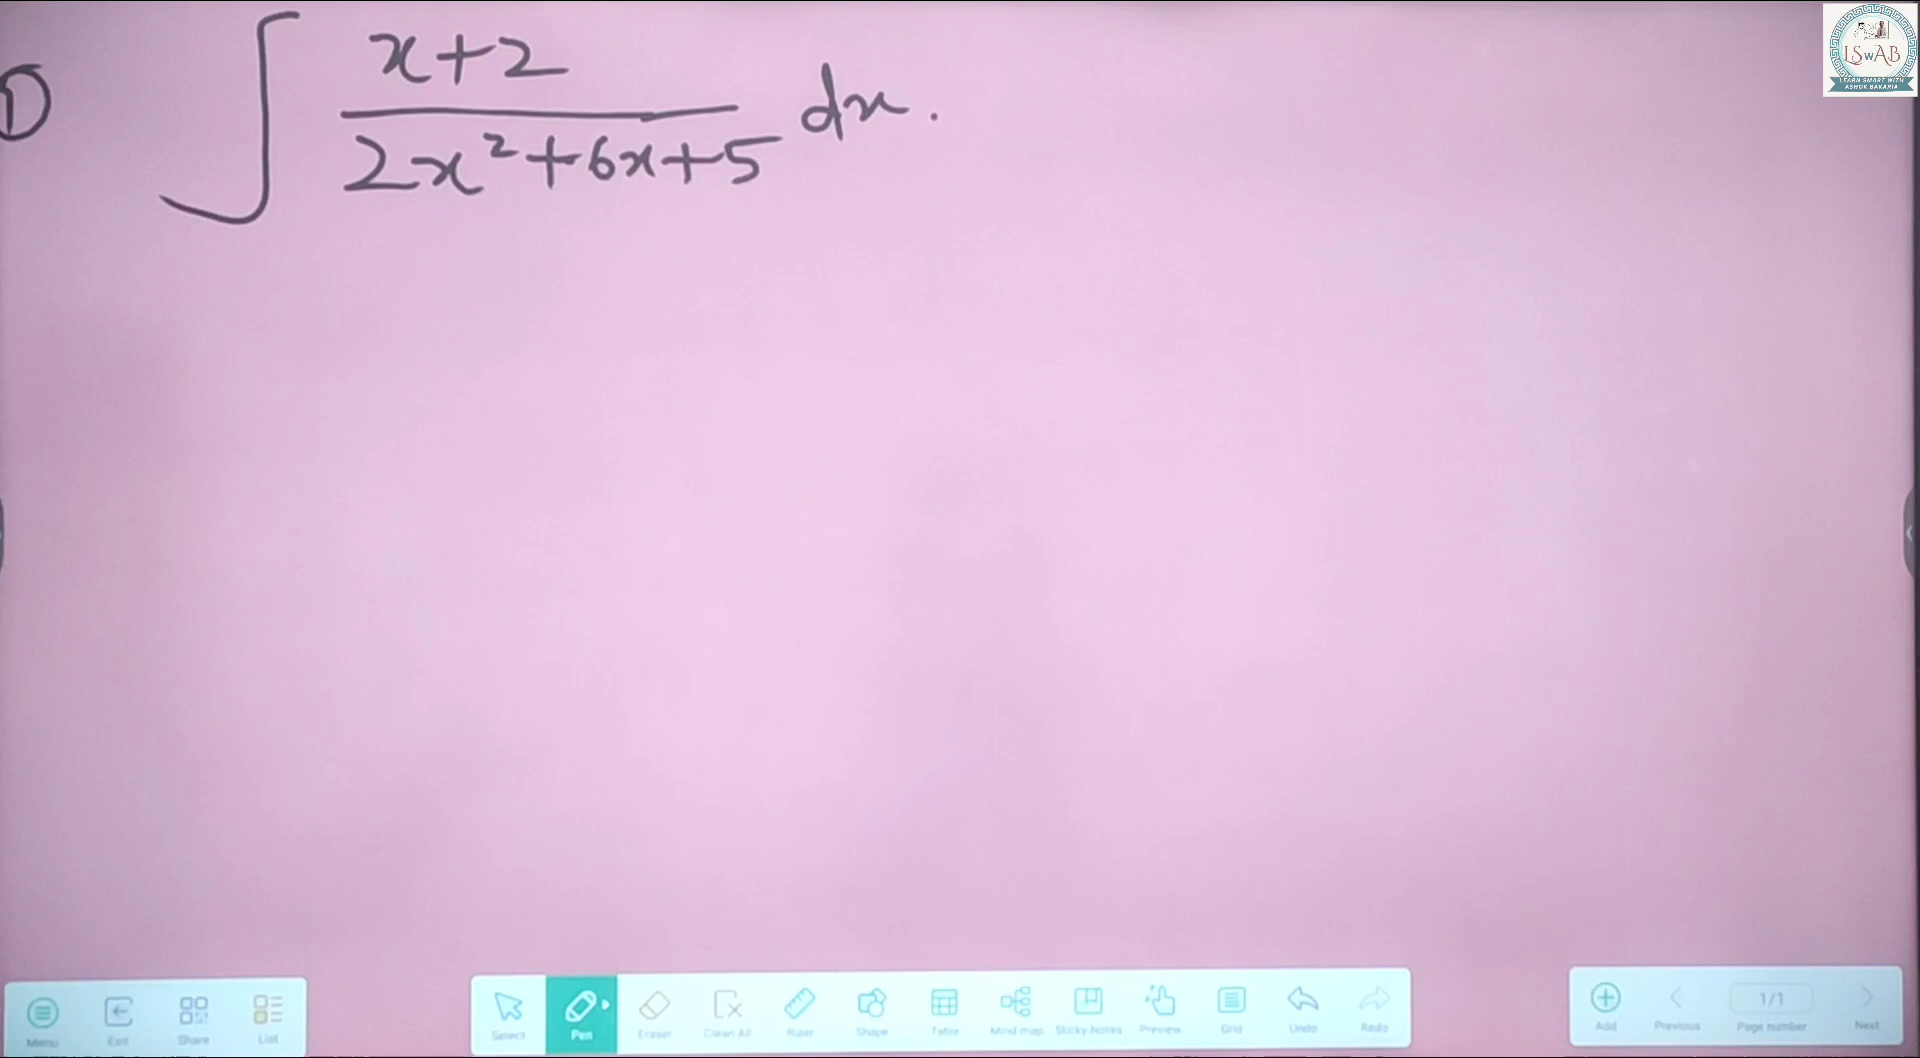 ① ∫ (x+2)/(2x²+6x+5) dx.
LSwAB
LEARN SMART WITH
ASHOK BAKARIA
Menu Exit Share List
Select Pen Eraser Clean All Ruler Shape Table Mind map Sticky Notes Preview Grid Undo Redo
Add Previous 1/1 Page number Next